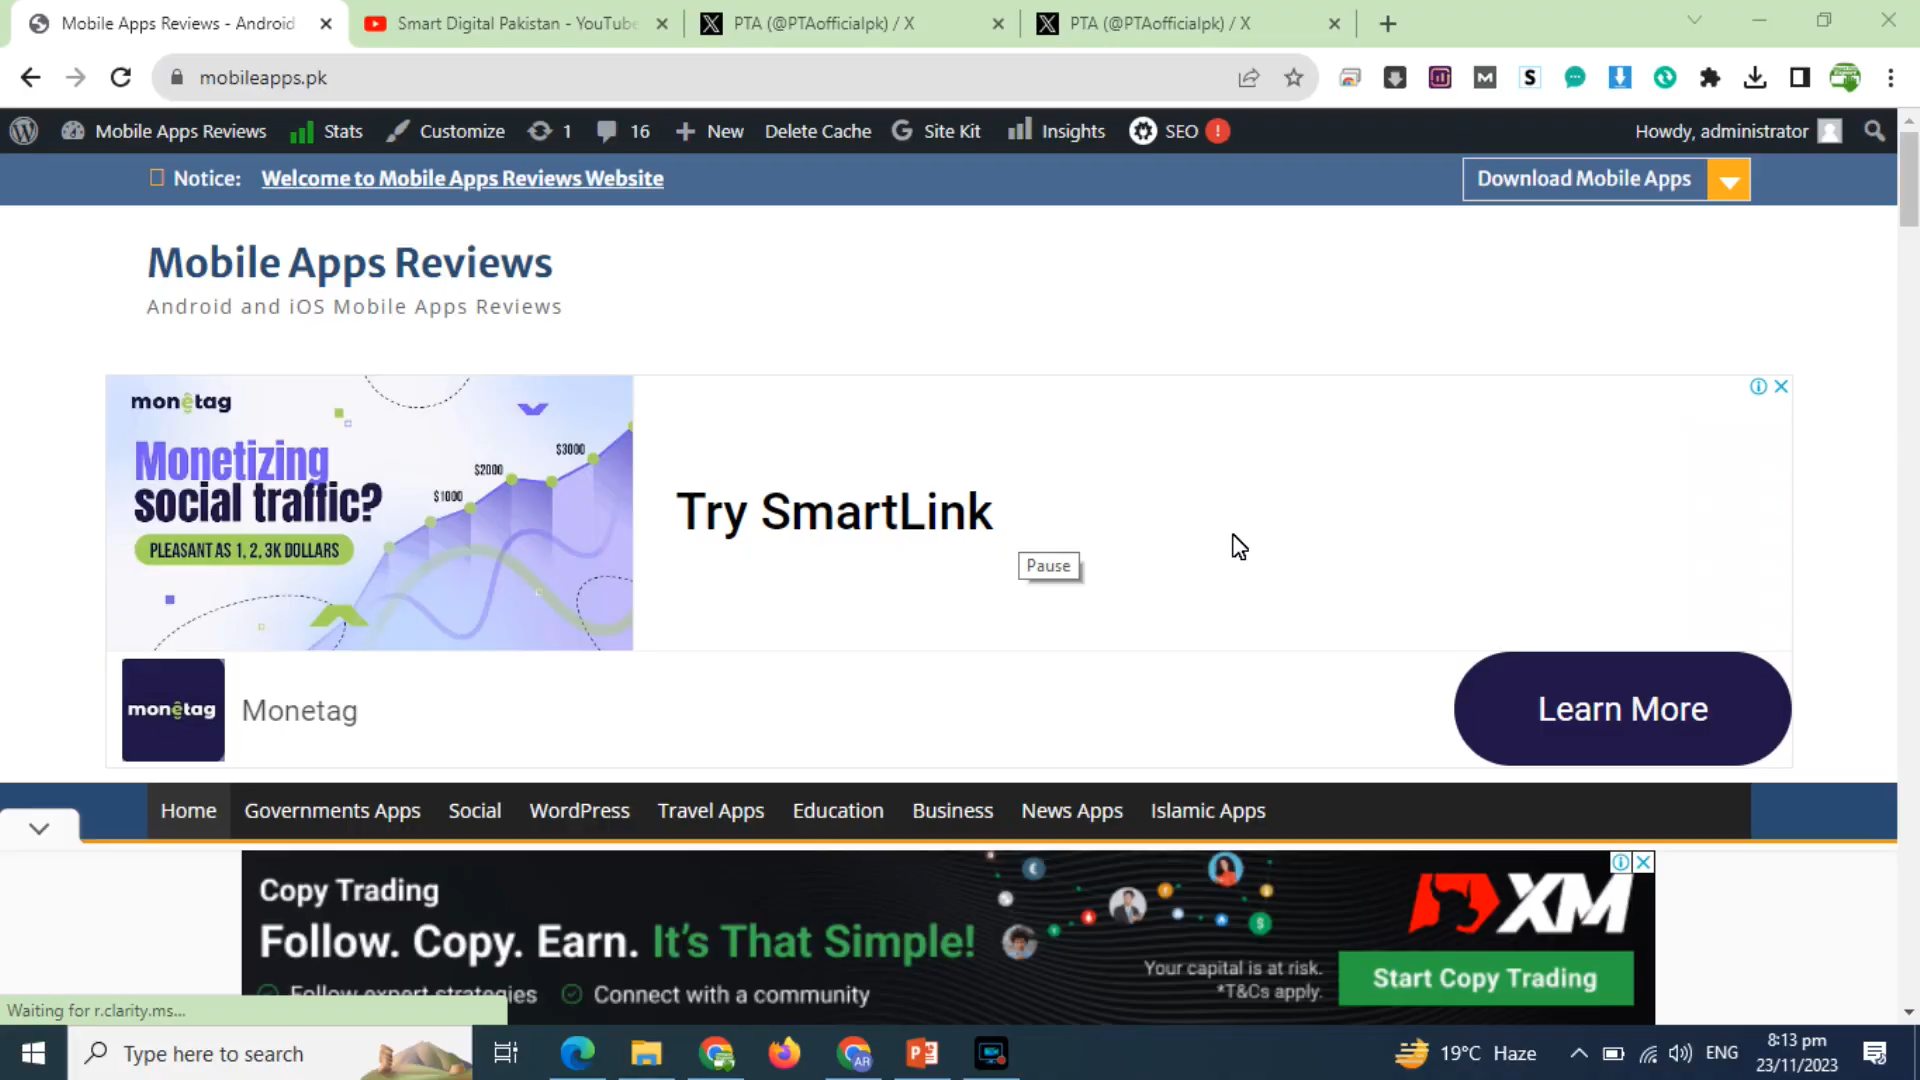 Mobile Apps Reviews - Android
Smart Digital Pakistan - YouTube
PTA (@PTAofficialpk) / X
PTA (@PTAofficialpk) / X
mobileapps.pk
Mobile Apps Reviews
Stats
Customize
1
16
New
Delete Cache
Site Kit
Insights
SEO
!
Howdy, administrator
Notice:
Welcome to Mobile Apps Reviews Website
Download Mobile Apps
Mobile Apps Reviews
Android and iOS Mobile Apps Reviews
monetag
Monetizing
social traffic?
PLEASANT AS 1, 2, 3K DOLLARS
$1000
$2000
$3000
Try SmartLink
Pause
monetag
Monetag
Learn More
Home
Governments Apps
Social
WordPress
Travel Apps
Education
Business
News Apps
Islamic Apps
Copy Trading
Follow. Copy. Earn. It's That Simple!
Follow expert strategies
Connect with a community
Your capital is at risk.
*T&Cs apply.
XM
Start Copy Trading
Waiting for r.clarity.ms...
Type here to search
19°C Haze
ENG
8:13 pm
23/11/2023